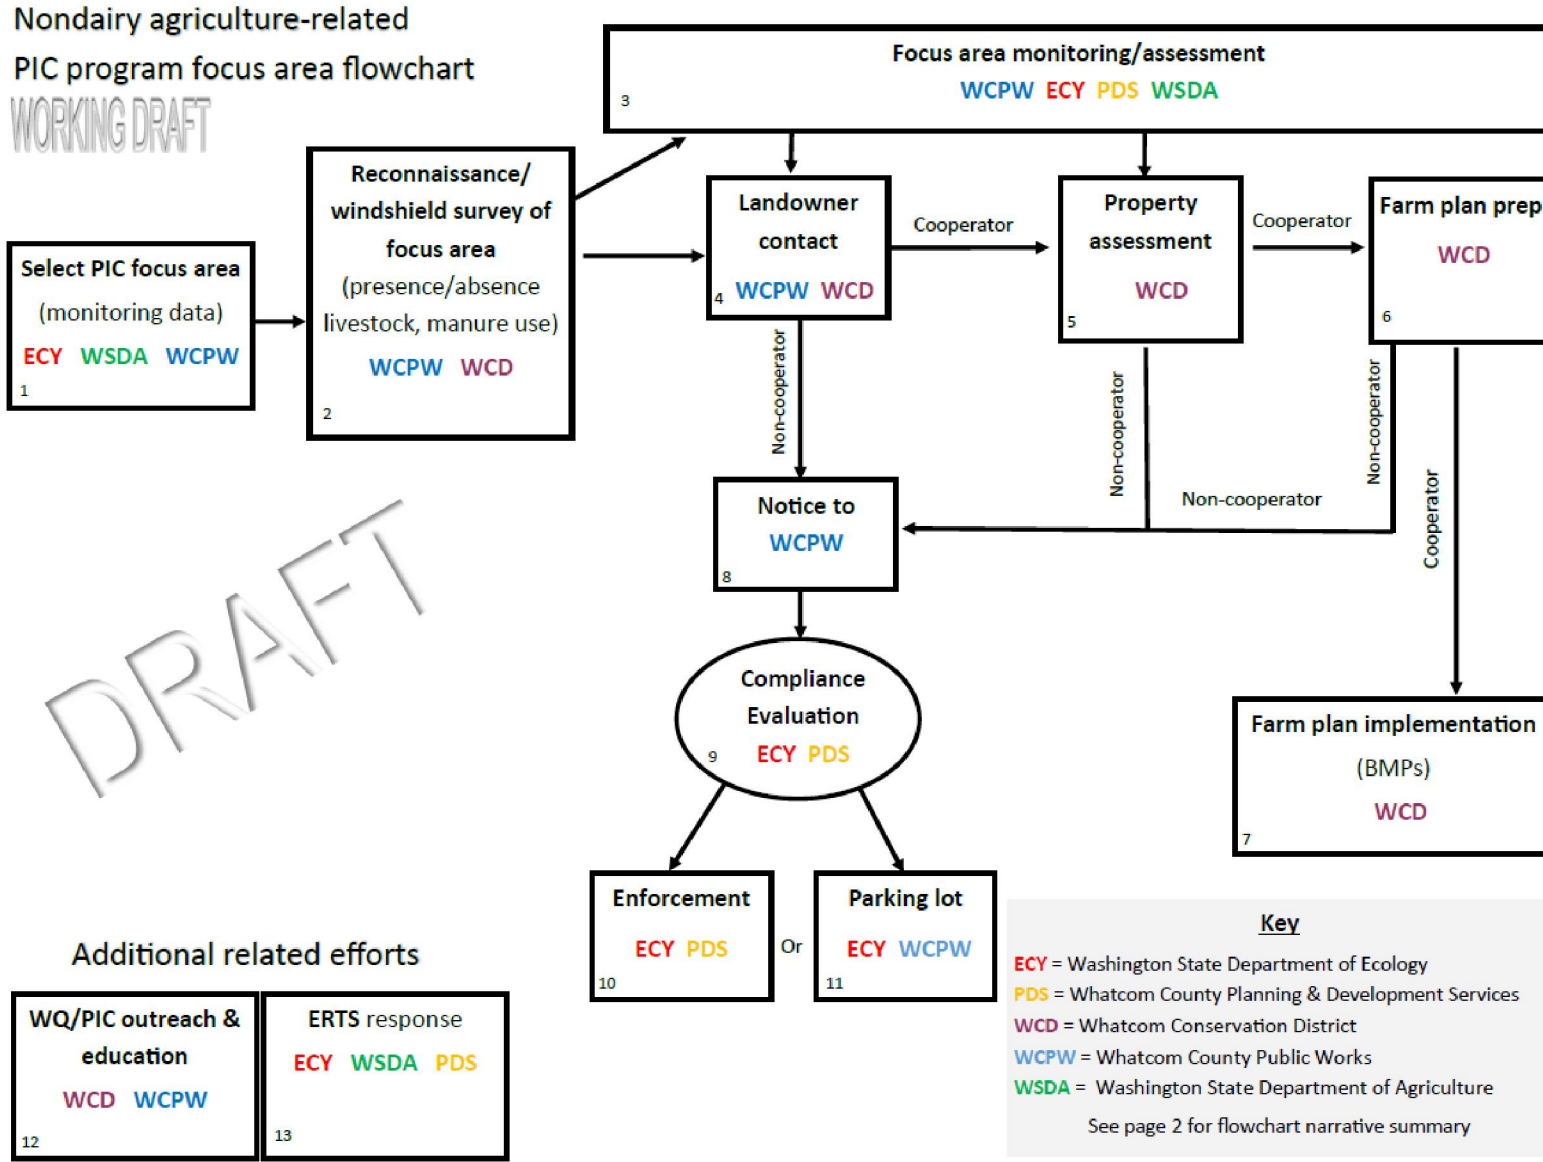 Nondairy agriculture-related
PIC program focus area flowchart
WORKING DRAFT
Focus area monitoring/assessment
WCPW ECY PDS WSDA
3
Select PIC focus area
(monitoring data)
ECY WSDA WCPW
1
Reconnaissance/
windshield survey of
focus area
(presence/absence
livestock, manure use)
WCPW WCD
2
Landowner
contact
WCPW WCD
4
Cooperator
Property
assessment
WCD
5
Cooperator
Farm plan prep
WCD
6
Non-cooperator
Non-cooperator
Non-cooperator
Non-cooperator
Cooperator
Notice to
WCPW
8
DRAFT
Compliance
Evaluation
ECY PDS
9
Farm plan implementation
(BMPs)
WCD
7
Enforcement
ECY PDS
10
Or
Parking lot
ECY WCPW
11
Additional related efforts
WQ/PIC outreach &
education
WCD WCPW
12
ERTS response
ECY WSDA PDS
13
Key
ECY = Washington State Department of Ecology
PDS = Whatcom County Planning & Development Services
WCD = Whatcom Conservation District
WCPW = Whatcom County Public Works
WSDA = Washington State Department of Agriculture
See page 2 for flowchart narrative summary